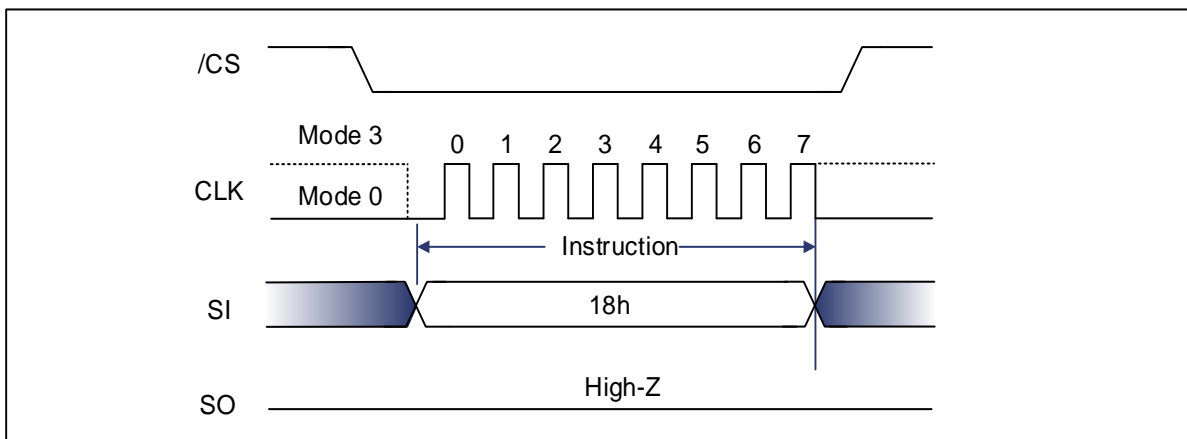 /CS
Mode 3
0 1 2 3 4 5 6 7
CLK
Mode 0
Instruction
SI
18h
High-Z
SO